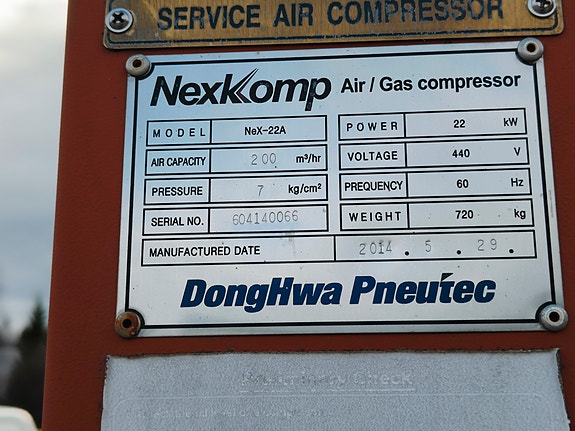 SERVICE AIR COMPRESSOR
NexKomp Air / Gas compressor
MODEL NeX-22A POWER 22 kW
AIR CAPACITY 200 m³/hr VOLTAGE 440 V
PRESSURE 7 kg/cm² PREQUENCY 60 Hz
SERIAL NO. 604140066 WEIGHT 720 kg
MANUFACTURED DATE 2014 . 5 . 29 .
DongHwa Pneutec
Check